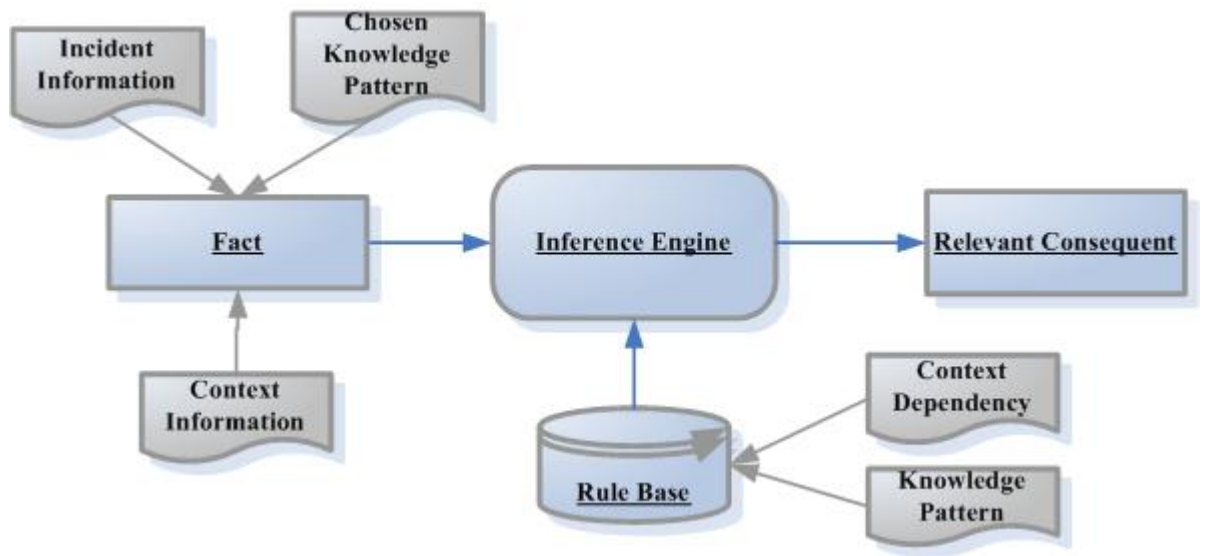 Incident
Information
Chosen
Knowledge
Pattern
Fact
Inference Engine
Relevant Consequent
Context
Information
Rule Base
Context
Dependency
Knowledge
Pattern